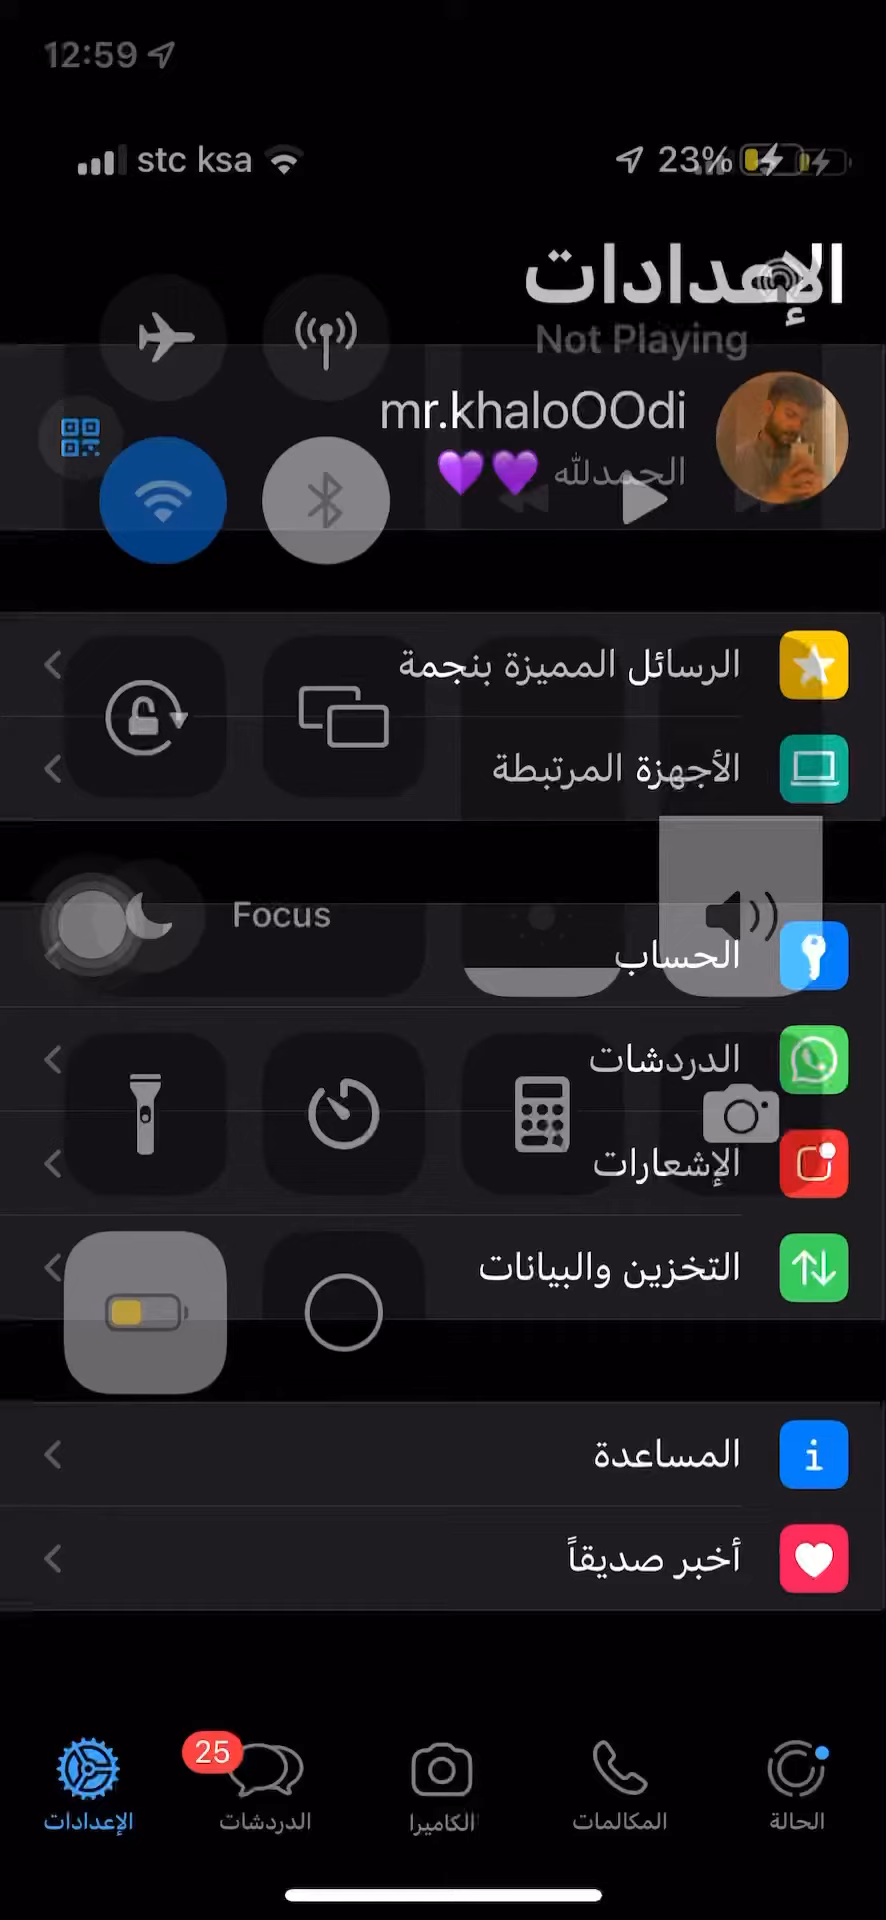 12:59
stc ksa
23%
الإعدادات
Not Playing
mr.khaloOOdi
الحمدلله 💜💜
الرسائل المميزة بنجمة
الأجهزة المرتبطة
Focus
الحساب
الدردشات
الإشعارات
التخزين والبيانات
المساعدة
أخبر صديقاً
الحالة
المكالمات
الكاميرا
25
الدردشات
الإعدادات